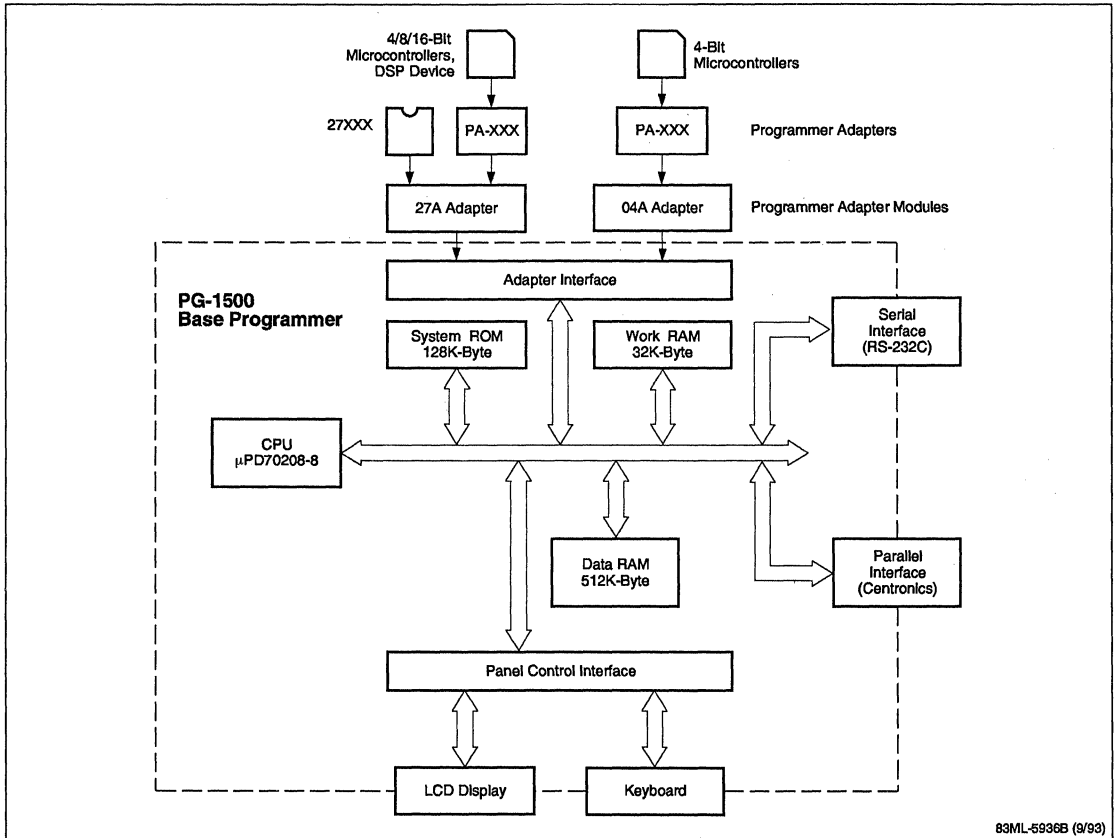 4/8/16-Bit
Microcontrollers,
DSP Device
4-Bit
Microcontrollers
27XXX
PA-XXX
PA-XXX
Programmer Adapters
27A Adapter
04A Adapter
Programmer Adapter Modules
Adapter Interface
PG-1500
Base Programmer
System ROM
128K-Byte
Work RAM
32K-Byte
Serial
Interface
(RS-232C)
CPU
μPD70208-8
Data RAM
512K-Byte
Parallel
Interface
(Centronics)
Panel Control Interface
LCD Display
Keyboard
83ML-5936B (9/93)